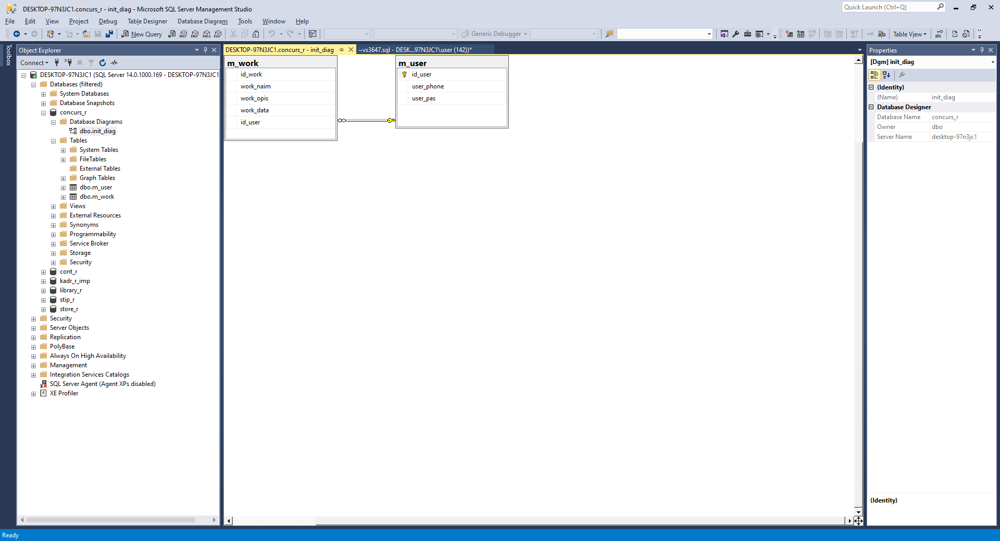 DESKTOP-97N3JC1.concurs_r - init_diag - Microsoft SQL Server Management Studio
Quick Launch (Ctrl+Q)
File Edit View Project Debug Table Designer Database Diagram Tools Window Help
New Query MDX DMX XMLA DAX Generic Debugger Table View
Toolbox
Object Explorer
Connect
DESKTOP-97N3JC1 (SQL Server 14.0.1000.169 - DESKTOP-97N3JC1
Databases (filtered)
System Databases
Database Snapshots
concurs_r
Database Diagrams
dbo.init_diag
Tables
System Tables
FileTables
External Tables
Graph Tables
dbo.m_user
dbo.m_work
Views
External Resources
Synonyms
Programmability
Service Broker
Storage
Security
cont_r
kadr_r_imp
library_r
stip_r
store_r
Security
Server Objects
Replication
PolyBase
Always On High Availability
Management
Integration Services Catalogs
SQL Server Agent (Agent XPs disabled)
XE Profiler
DESKTOP-97N3JC1.concurs_r - init_diag
~vs3647.sql - DESK...97N3JC1\user (142))*
m_work
id_work
work_naim
work_opis
work_data
id_user
m_user
id_user
user_phone
user_pas
Properties
[Dgm] init_diag
(Identity)
(Name) init_diag
Database Designer
Database Name concurs_r
Owner dbo
Server Name desktop-97n3jc1
(Identity)
Ready